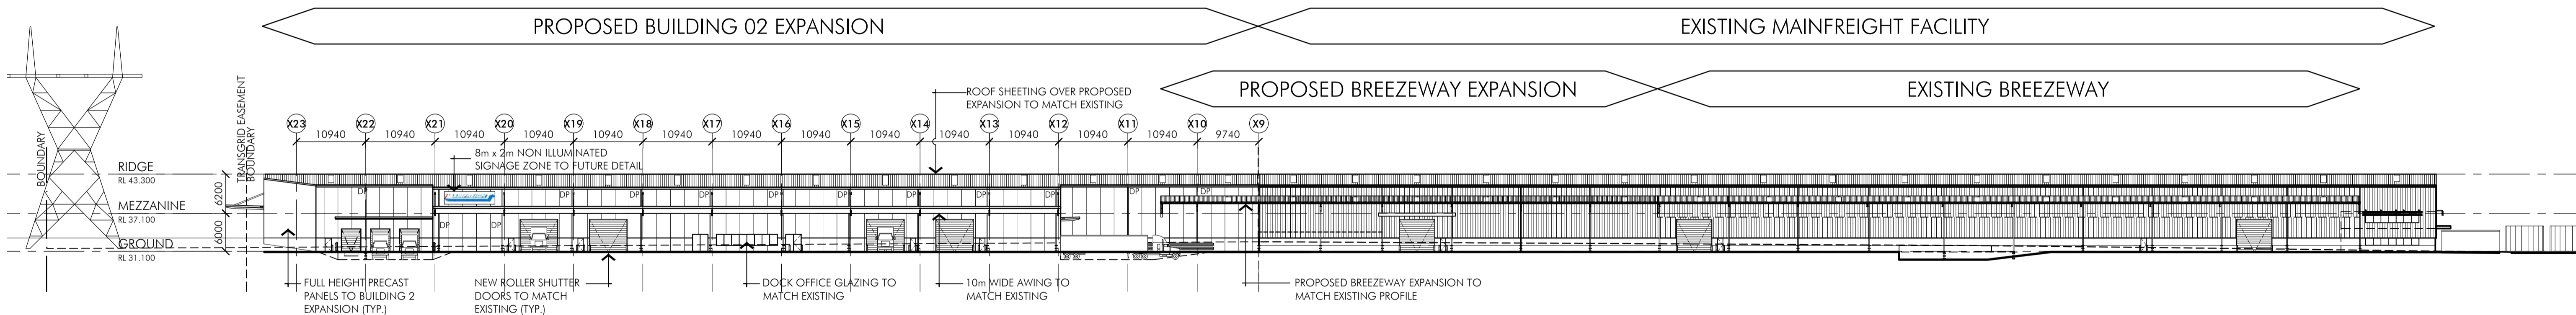 PROPOSED BUILDING 02 EXPANSION
EXISTING MAINFREIGHT FACILITY
PROPOSED BREEZEWAY EXPANSION
EXISTING BREEZEWAY
ROOF SHEETING OVER PROPOSED
EXPANSION TO MATCH EXISTING
X23 X22 X21 X20 X19 X18 X17 X16 X15 X14 X13 X12 X11 X10 X9
10940 10940 10940 10940 10940 10940 10940 10940 10940 10940 10940 10940 10940 9740
BOUNDARY
TRANSGRID EASEMENT
BOUNDARY
8m x 2m NON ILLUMINATED
SIGNAGE ZONE TO FUTURE DETAIL
RIDGE
RL 43.300
6200
MEZZANINE
RL 37.100
6000
GROUND
RL 31.100
DP DP DP DP DP DP DP DP DP DP DP DP
DP DP
FULL HEIGHT PRECAST
PANELS TO BUILDING 2
EXPANSION (TYP.)
NEW ROLLER SHUTTER
DOORS TO MATCH
EXISTING (TYP.)
DOCK OFFICE GLAZING TO
MATCH EXISTING
10m WIDE AWING TO
MATCH EXISTING
PROPOSED BREEZEWAY EXPANSION TO
MATCH EXISTING PROFILE